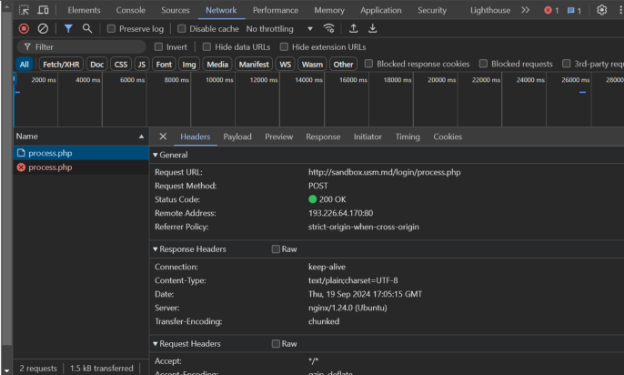 Elements Console Sources Network Performance Memory Application Security Lighthouse 1 1
Preserve log Disable cache No throttling
Filter Invert Hide data URLs Hide extension URLs
All Fetch/XHR Doc CSS JS Font Img Media Manifest WS Wasm Other Blocked response cookies Blocked requests 3rd-party requ
2000 ms 4000 ms 6000 ms 8000 ms 10000 ms 12000 ms 14000 ms 16000 ms 18000 ms 20000 ms 22000 ms 24000 ms 26000 ms 28000
Name Headers Payload Preview Response Initiator Timing Cookies
process.php
process.php
General
Request URL: http://sandbox.usm.md/login/process.php
Request Method: POST
Status Code: 200 OK
Remote Address: 193.226.64.170:80
Referrer Policy: strict-origin-when-cross-origin
Response Headers Raw
Connection: keep-alive
Content-Type: text/plain;charset=UTF-8
Date: Thu, 19 Sep 2024 17:05:15 GMT
Server: nginx/1.24.0 (Ubuntu)
Transfer-Encoding: chunked
Request Headers Raw
Accept: */*
Accept-Encoding: gzip, deflate
2 requests 1.5 kB transferred